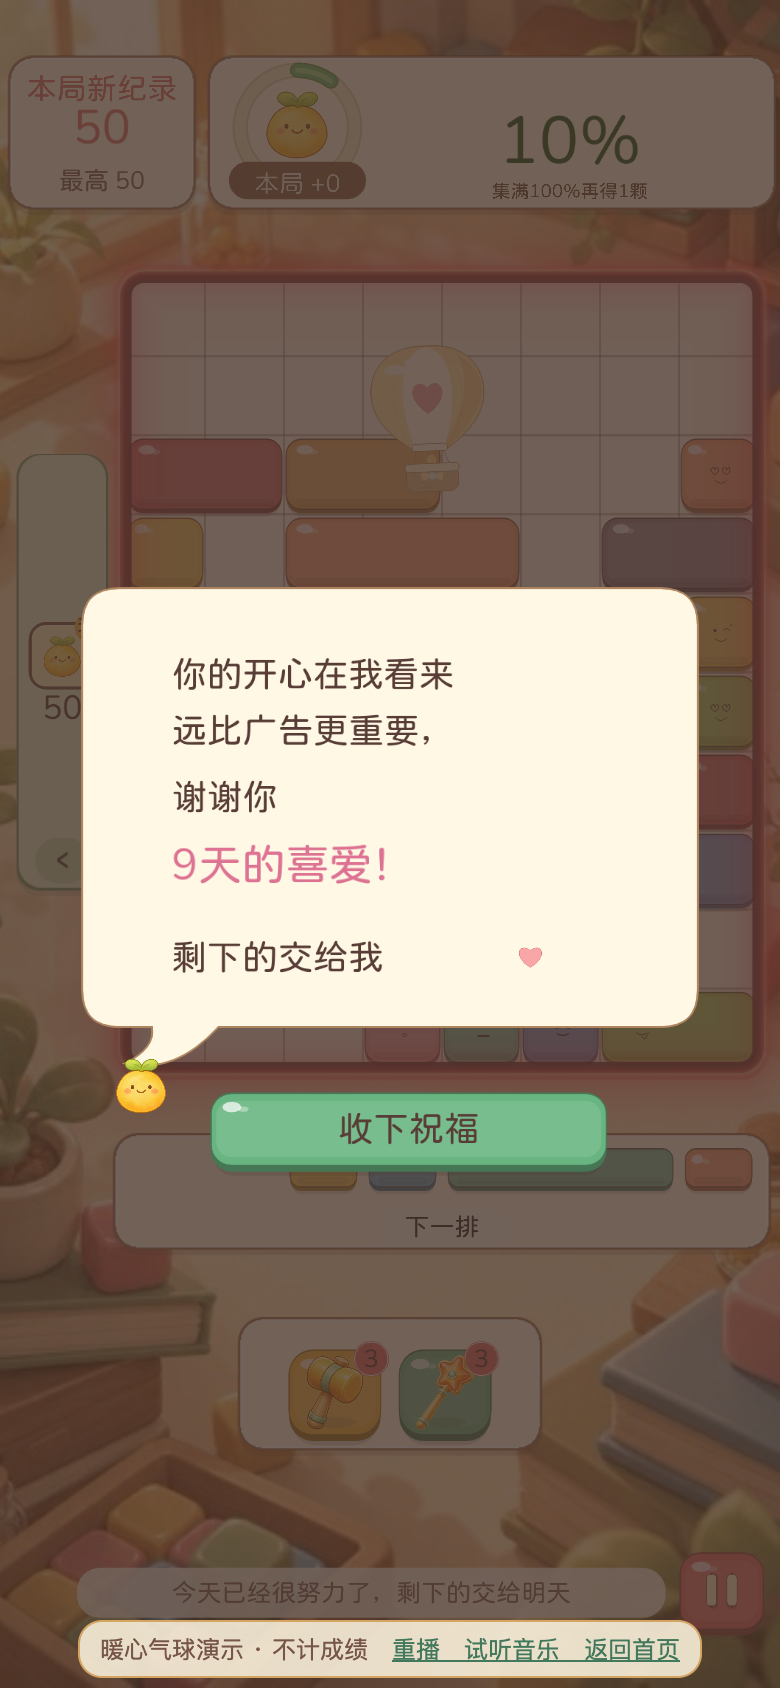 本局新纪录
50
最高 50
本局 +0
10%
集满100%再得1颗
50
<
你的开心在我看来
远比广告更重要，
谢谢你
9天的喜爱！
剩下的交给我
收下祝福
下一排
3
3
今天已经很努力了，剩下的交给明天
暖心气球演示 · 不计成绩 重播 试听音乐 返回首页